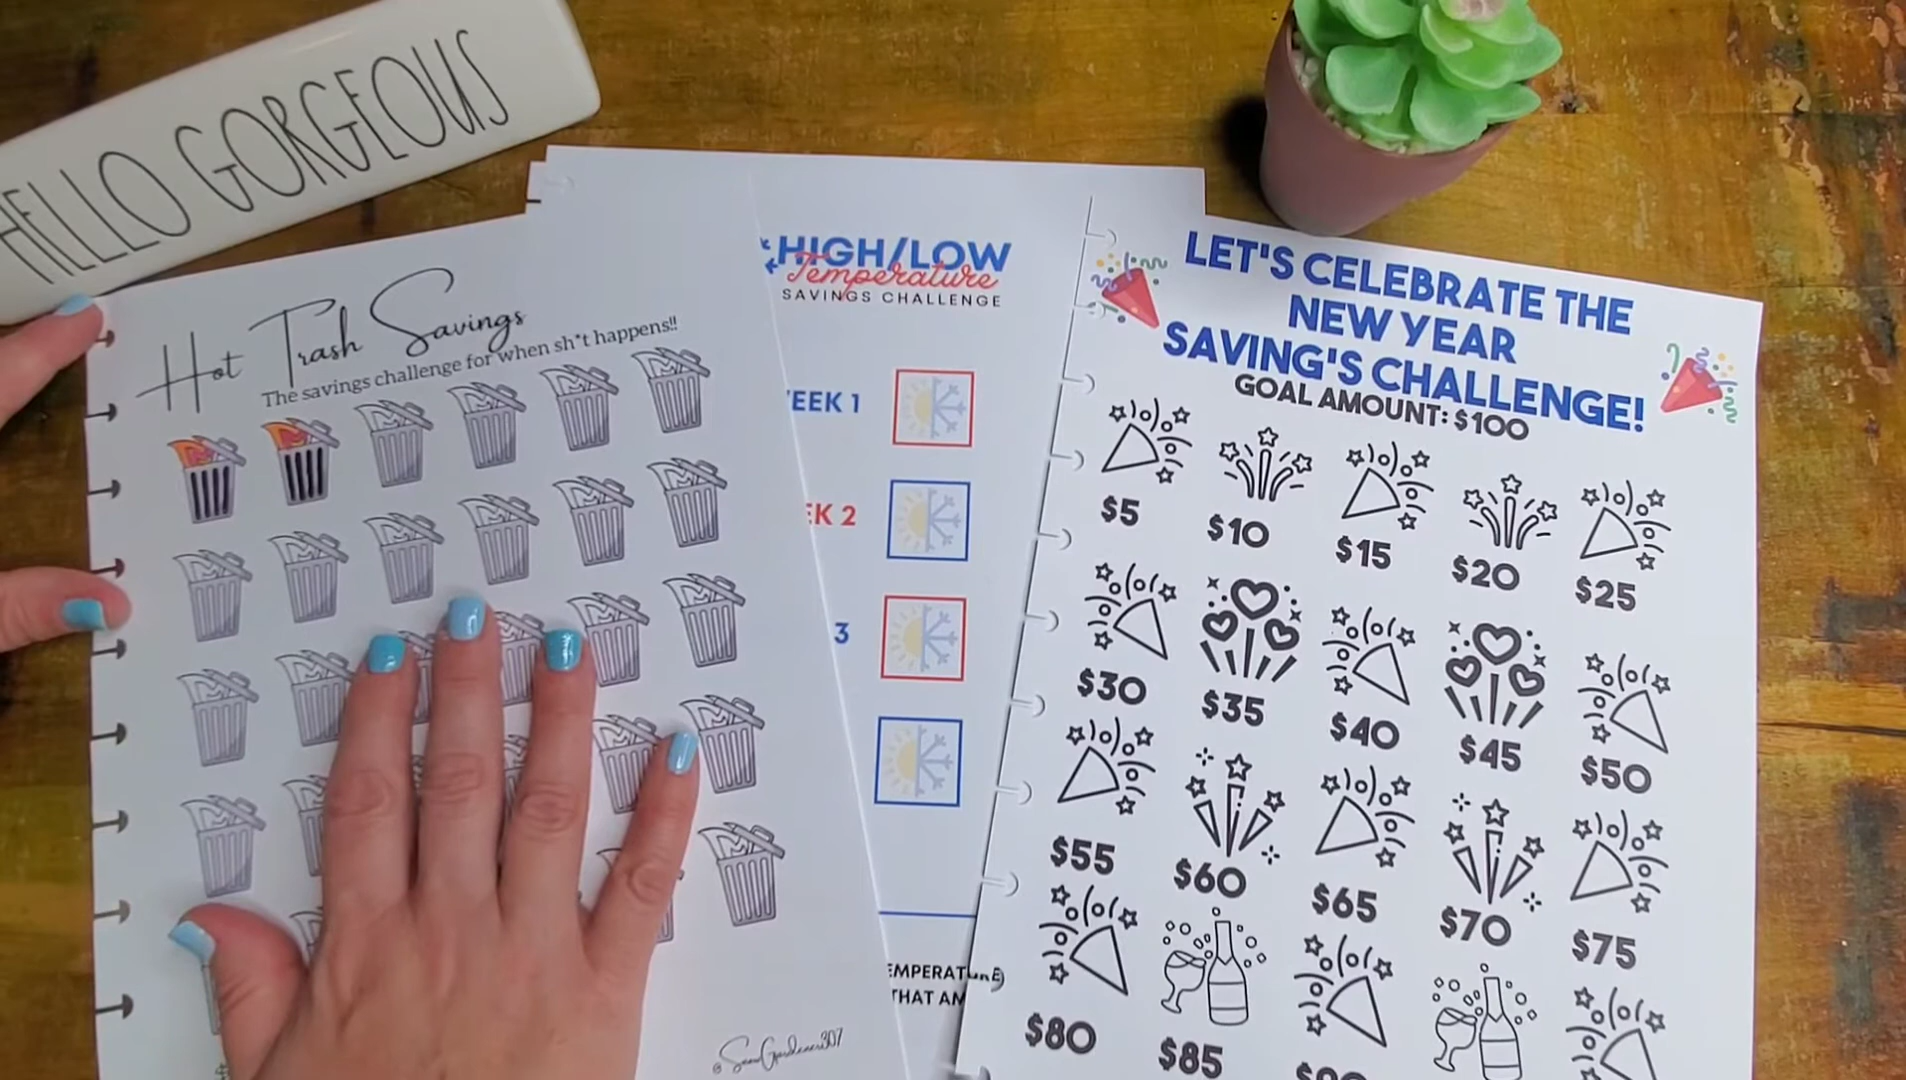 HELLO GORGEOUS
Hot Trash Savings
The savings challenge for when sh*t happens!!
HIGH/LOW
Temperature
SAVINGS CHALLENGE
EEK 1
EK 2
3
EMPERATURE)
THAT AM
LET'S CELEBRATE THE
NEW YEAR
SAVING'S CHALLENGE!
GOAL AMOUNT: $100
$5 $10 $15 $20 $25
$30 $35 $40 $45 $50
$55 $60 $65 $70 $75
$80 $85